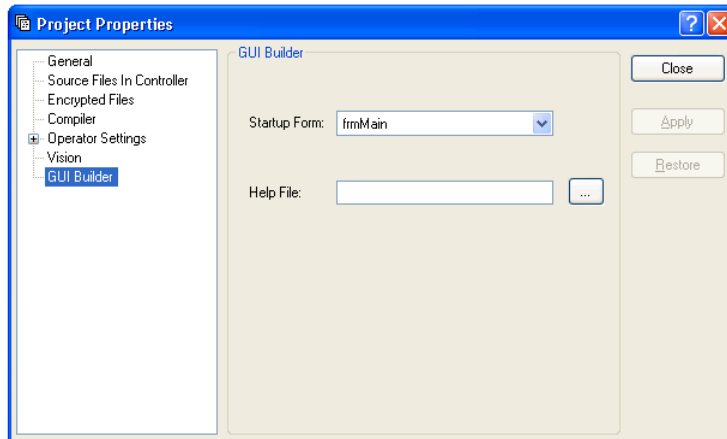 Project Properties
General
Source Files In Controller
Encrypted Files
Compiler
Operator Settings
Vision
GUI Builder
GUI Builder
Startup Form: frmMain
Help File: ...
Close
Apply
Restore